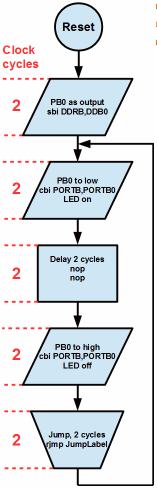 Reset
Clock
cycles
2
PB0 as output
sbi DDRB,DDB0
2
PB0 to low
cbi PORTB,PORTB0
LED on
2
Delay 2 cycles
nop
nop
2
PB0 to high
cbi PORTB,PORTB0
LED off
2
Jump, 2 cycles
rjmp JumpLabel